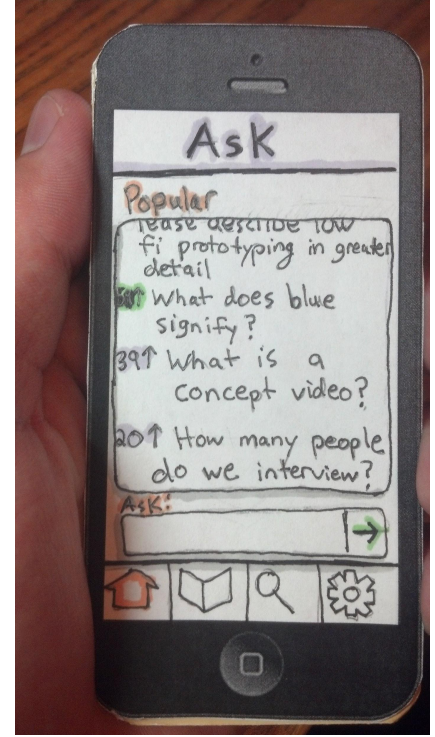 Ask
Popular
lease describe low
fi prototyping in greater
detail
What does blue
signify?
39↑ What is a
concept video?
20↑ How many people
do we interview?
Ask: